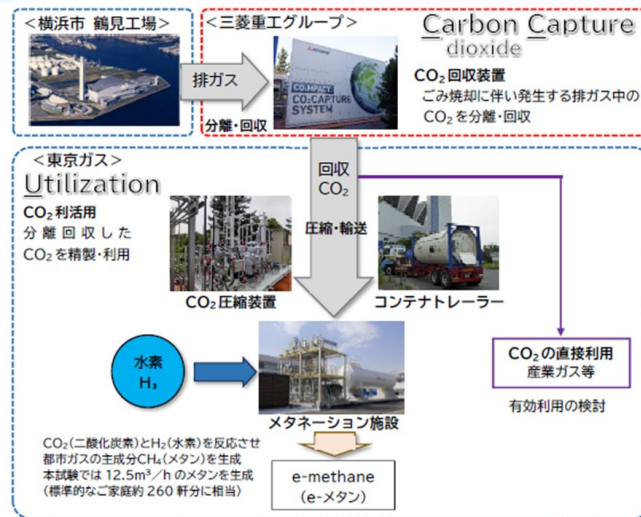 ＜横浜市 鶴見工場＞
＜三菱重工グループ＞
Carbon Capture
dioxide
排ガス
分離・回収
CO₂MPACT
CO₂CAPTURE
SYSTEM
CO₂回収装置
ごみ焼却に伴い発生する排ガス中の
CO₂を分離・回収
＜東京ガス＞
Utilization
CO₂利活用
分離回収した
CO₂を精製・利用
回収
CO₂
圧縮・輸送
CO₂圧縮装置
コンテナトレーラー
水素
H₂
メタネーション施設
CO₂の直接利用
産業ガス等
有効利用の検討
CO₂（二酸化炭素）とH₂（水素）を反応させ
都市ガスの主成分CH₄（メタン）を生成
本試験では 12.5m³／h のメタンを生成
（標準的なご家庭約 260 軒分に相当）
e-methane
（e-メタン）